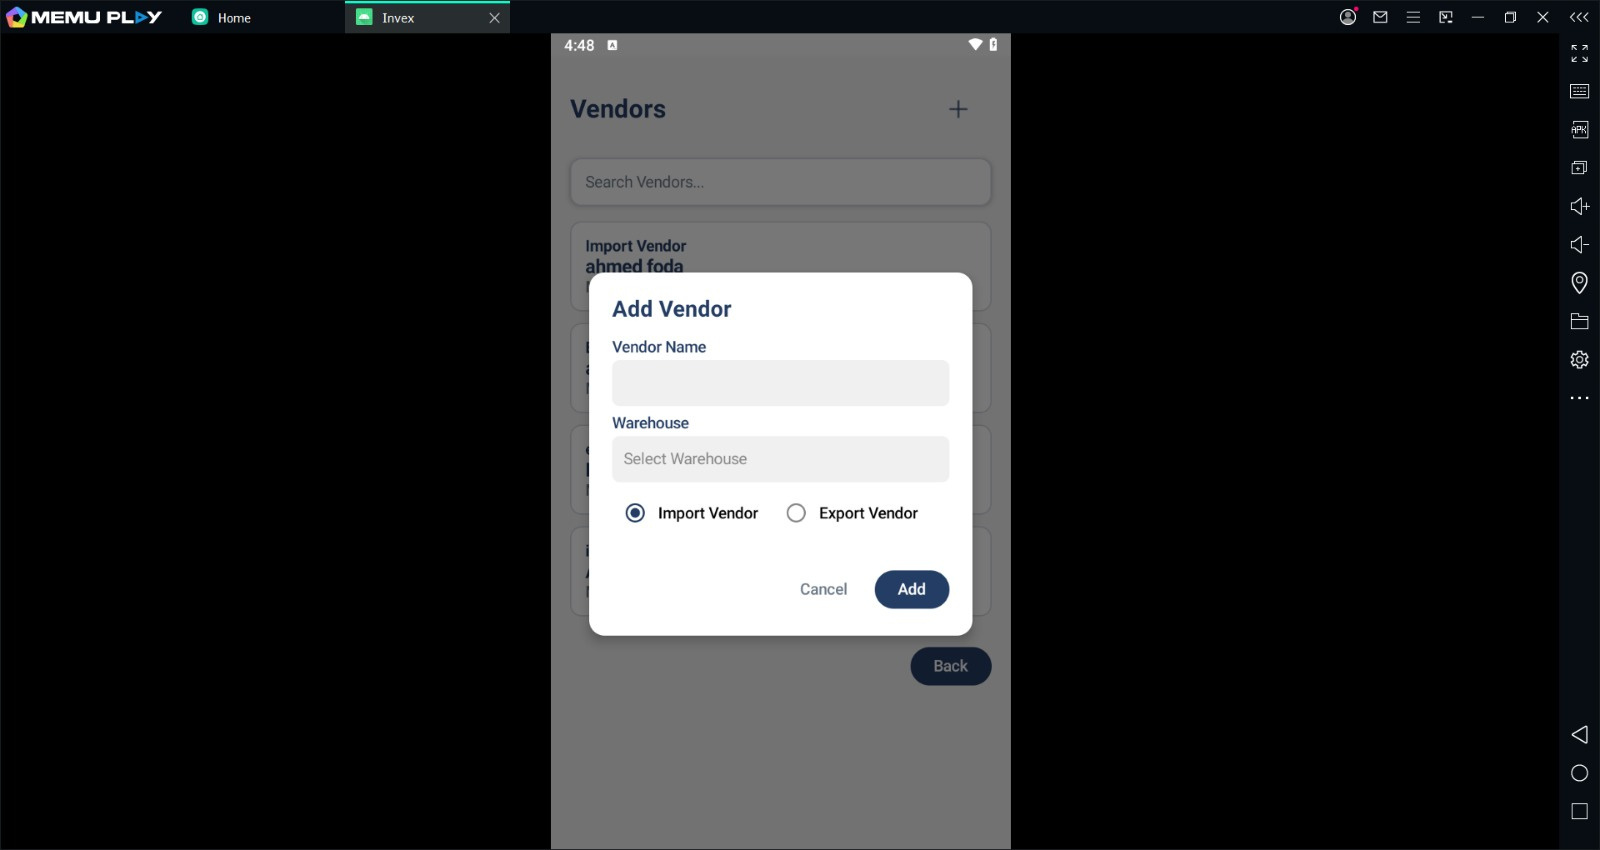 MEMU PLAY
Home
Invex
4:48
A
Vendors
Search Vendors...
Import Vendor
ahmed foda
Add Vendor
Vendor Name
Warehouse
Select Warehouse
Import Vendor
Export Vendor
Cancel
Add
Back
APK